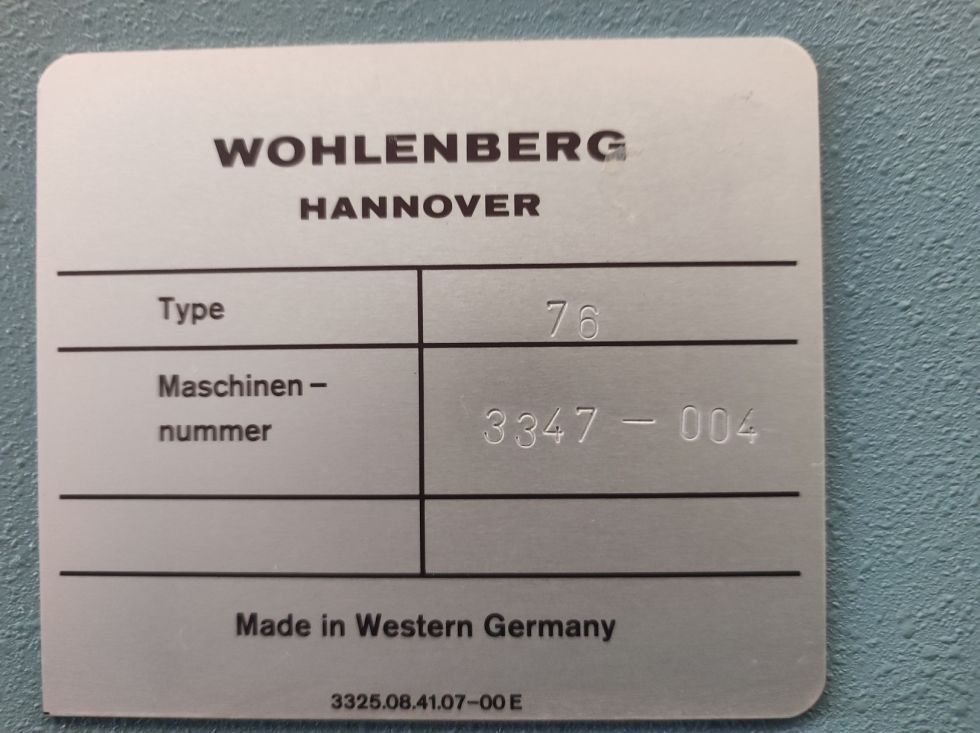 WOHLENBERG
HANNOVER
Type 76
Maschinen –
nummer 3347 – 004
Made in Western Germany
3325.08.41.07–00 E